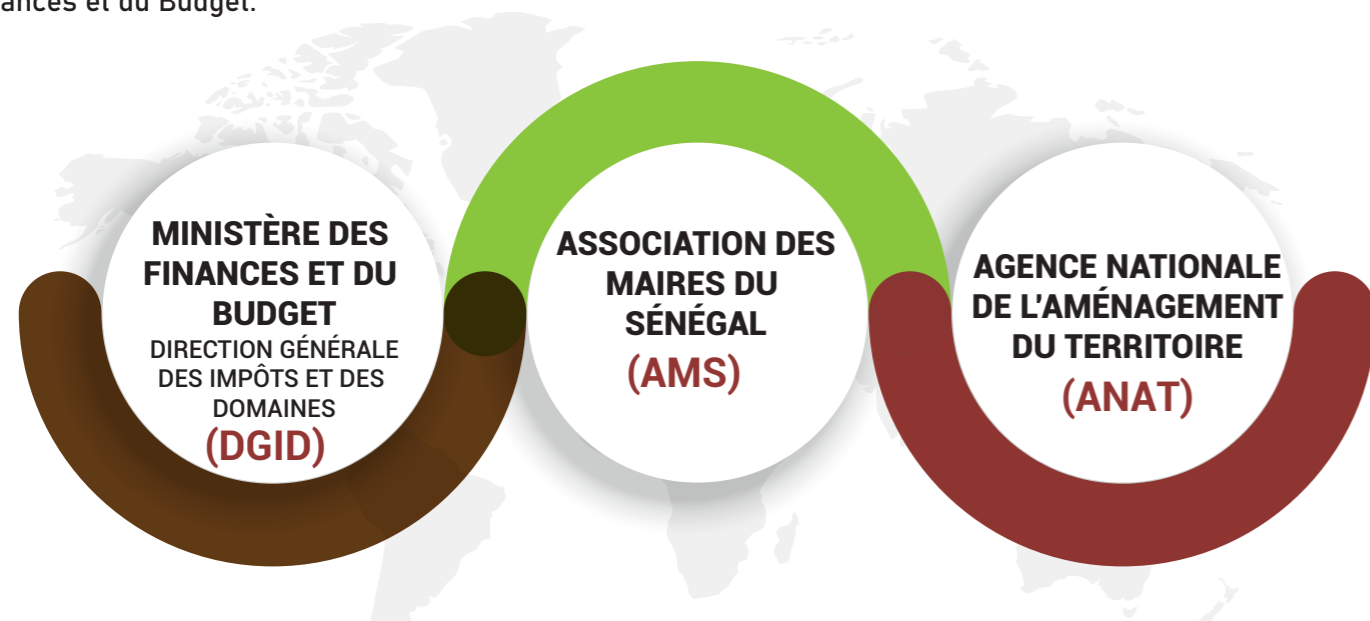 ances et du Budget.
MINISTÈRE DES
FINANCES ET DU
BUDGET
DIRECTION GÉNÉRALE
DES IMPÔTS ET DES
DOMAINES
(DGID)
ASSOCIATION DES
MAIRES DU
SÉNÉGAL
(AMS)
AGENCE NATIONALE
DE L'AMÉNAGEMENT
DU TERRITOIRE
(ANAT)